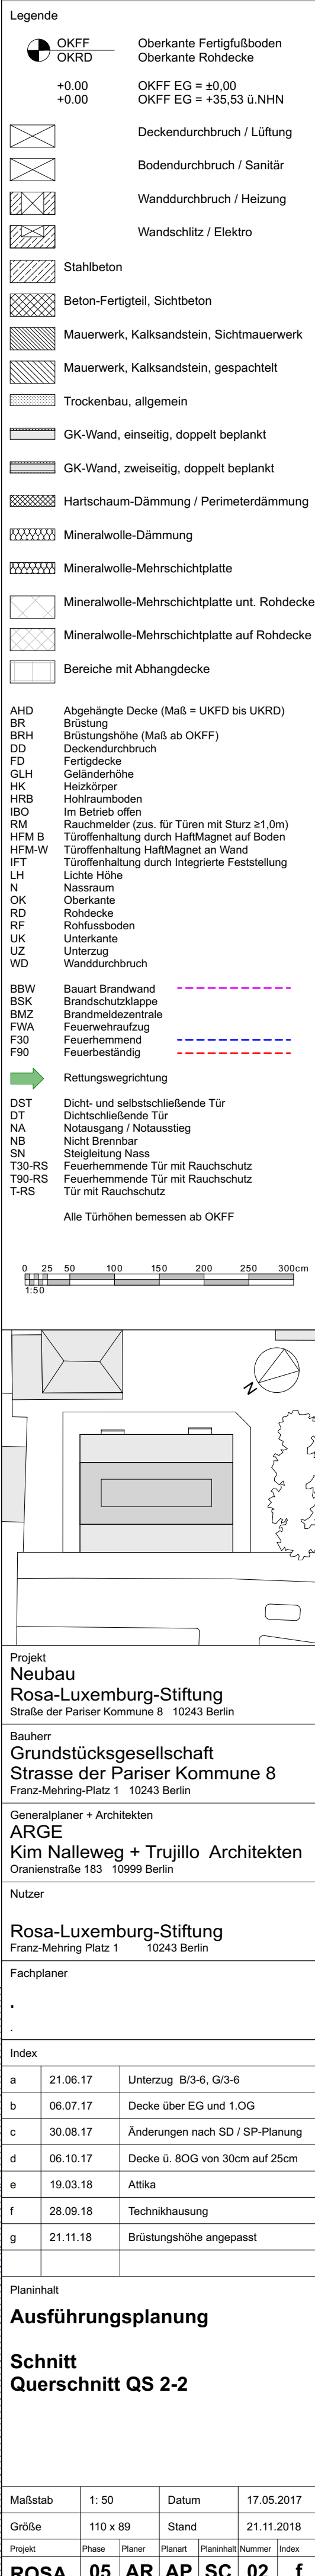 Legende
OKFF Oberkante Fertigfußboden
OKRD Oberkante Rohdecke
+0.00 OKFF EG = ±0,00
+0.00 OKFF EG = +35,53 ü.NHN
Deckendurchbruch / Lüftung
Bodendurchbruch / Sanitär
Wanddurchbruch / Heizung
Wandschlitz / Elektro
Stahlbeton
Beton-Fertigteil, Sichtbeton
Mauerwerk, Kalksandstein, Sichtmauerwerk
Mauerwerk, Kalksandstein, gespachtelt
Trockenbau, allgemein
GK-Wand, einseitig, doppelt beplankt
GK-Wand, zweiseitig, doppelt beplankt
Hartschaum-Dämmung / Perimeterdämmung
Mineralwolle-Dämmung
Mineralwolle-Mehrschichtplatte
Mineralwolle-Mehrschichtplatte unt. Rohdecke
Mineralwolle-Mehrschichtplatte auf Rohdecke
Bereiche mit Abhangdecke
AHD Abgehängte Decke (Maß = UKFD bis UKRD)
BR Brüstung
BRH Brüstungshöhe (Maß ab OKFF)
DD Deckendurchbruch
FD Fertigdecke
GLH Geländerhöhe
HK Heizkörper
HRB Hohlraumboden
IBO Im Betrieb offen
RM Rauchmelder (zus. für Türen mit Sturz ≥1,0m)
HFM B Türoffenhaltung durch HaftMagnet auf Boden
HFM-W Türoffenhaltung HaftMagnet an Wand
IFT Türoffenhaltung durch Integrierte Feststellung
LH Lichte Höhe
N Nassraum
OK Oberkante
RD Rohdecke
RF Rohfussboden
UK Unterkante
UZ Unterzug
WD Wanddurchbruch
BBW Bauart Brandwand
BSK Brandschutzklappe
BMZ Brandmeldezentrale
FWA Feuerwehraufzug
F30 Feuerhemmend
F90 Feuerbeständig
Rettungswegrichtung
DST Dicht- und selbstschließende Tür
DT Dichtschließende Tür
NA Notausgang / Notausstieg
NB Nicht Brennbar
SN Steigleitung Nass
T30-RS Feuerhemmende Tür mit Rauchschutz
T90-RS Feuerhemmende Tür mit Rauchschutz
T-RS Tür mit Rauchschutz
Alle Türhöhen bemessen ab OKFF
0 25 50 100 150 200 250 300cm
1:50
N
Projekt
Neubau
Rosa-Luxemburg-Stiftung
Straße der Pariser Kommune 8 10243 Berlin
Bauherr
Grundstücksgesellschaft
Strasse der Pariser Kommune 8
Franz-Mehring-Platz 1 10243 Berlin
Generalplaner + Architekten
ARGE
Kim Nalleweg + Trujillo Architekten
Oranienstraße 183 10999 Berlin
Nutzer
Rosa-Luxemburg-Stiftung
Franz-Mehring Platz 1 10243 Berlin
Fachplaner
.
.
Index
a 21.06.17 Unterzug B/3-6, G/3-6
b 06.07.17 Decke über EG und 1.OG
c 30.08.17 Änderungen nach SD / SP-Planung
d 06.10.17 Decke ü. 8OG von 30cm auf 25cm
e 19.03.18 Attika
f 28.09.18 Technikhausung
g 21.11.18 Brüstungshöhe angepasst
Planinhalt
Ausführungsplanung
Schnitt
Querschnitt QS 2-2
Maßstab 1: 50 Datum 17.05.2017
Größe 110 x 89 Stand 21.11.2018
Projekt Phase Planer Planart Planinhalt Nummer Index
ROSA 05 AR AP SC 02 f